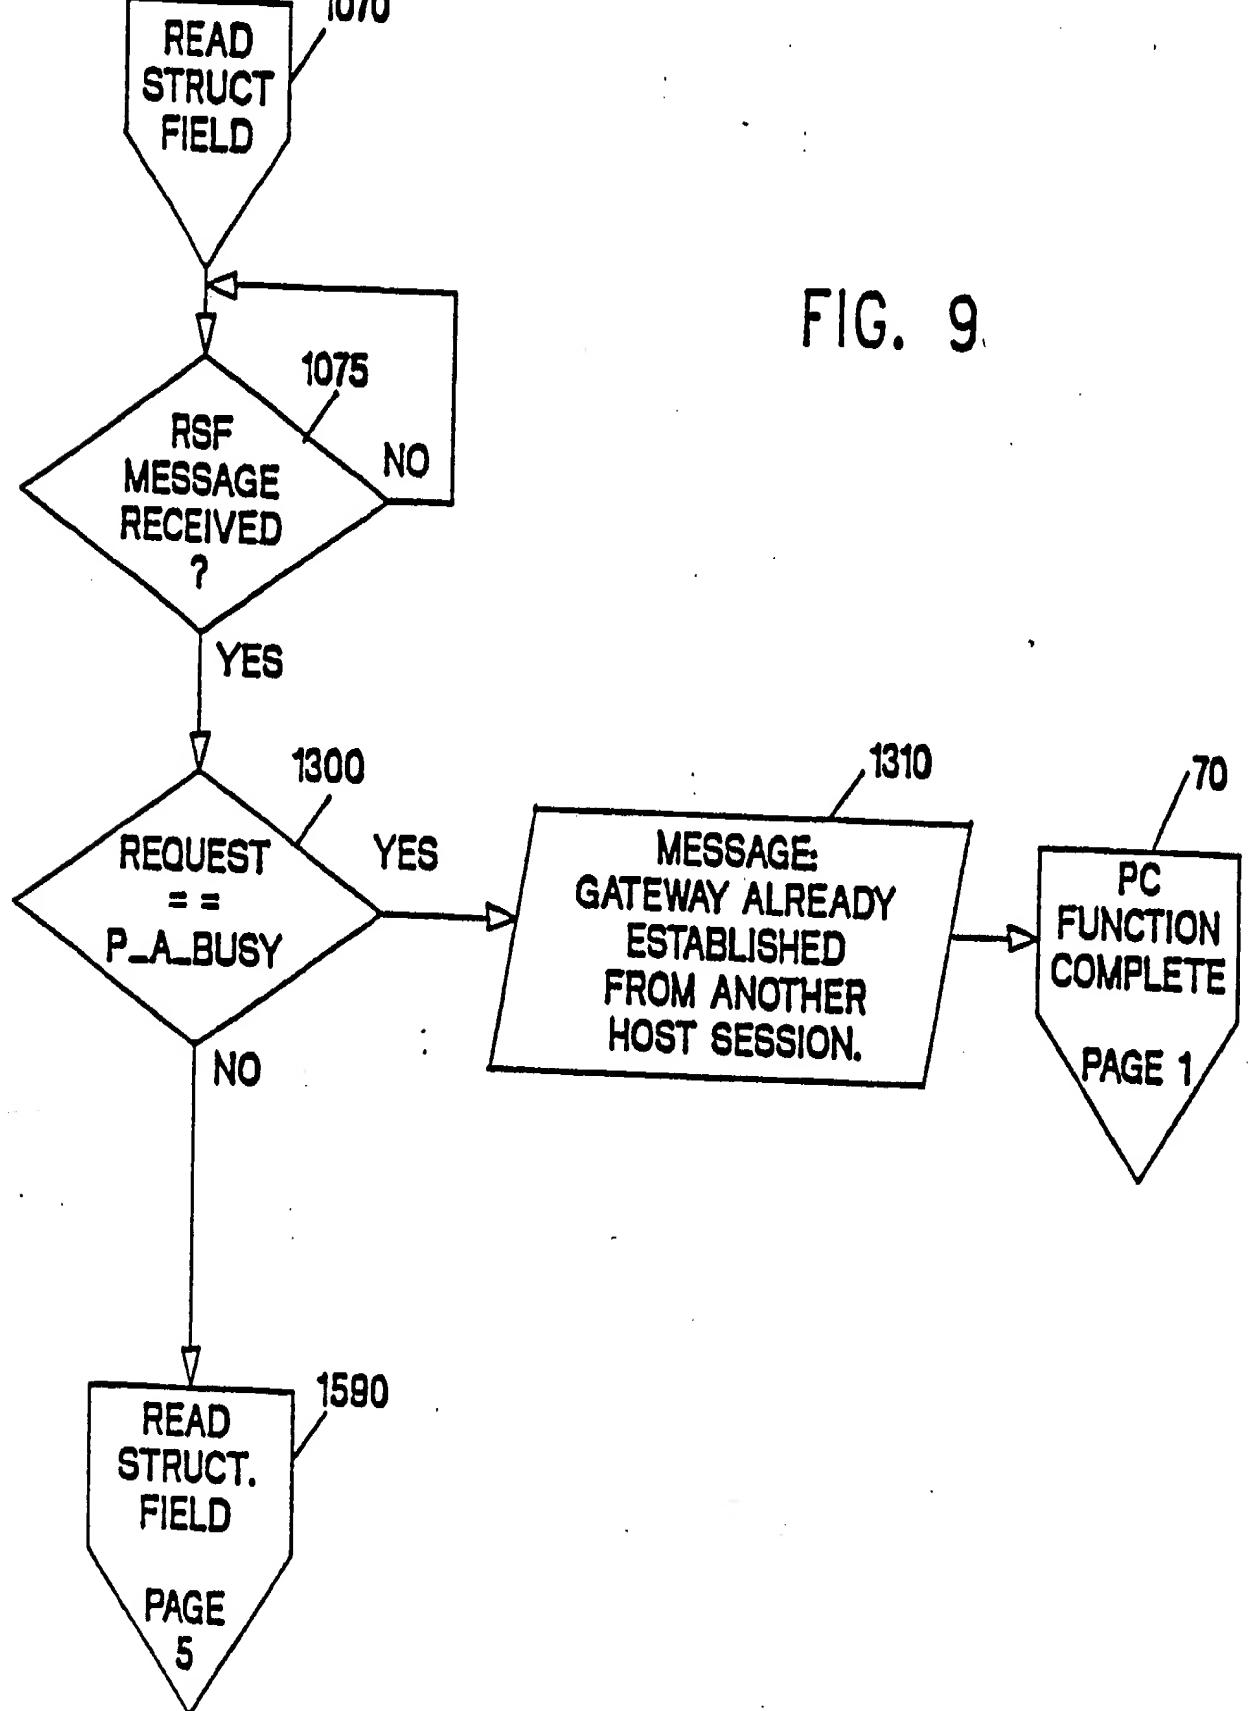 1070
READ
STRUCT
FIELD
FIG. 9
1075
RSF
MESSAGE
RECEIVED
?
NO
YES
1300
REQUEST
==
P_A_BUSY
YES
NO
1310
MESSAGE:
GATEWAY ALREADY
ESTABLISHED
FROM ANOTHER
HOST SESSION.
70
PC
FUNCTION
COMPLETE
PAGE 1
1590
READ
STRUCT.
FIELD
PAGE
5